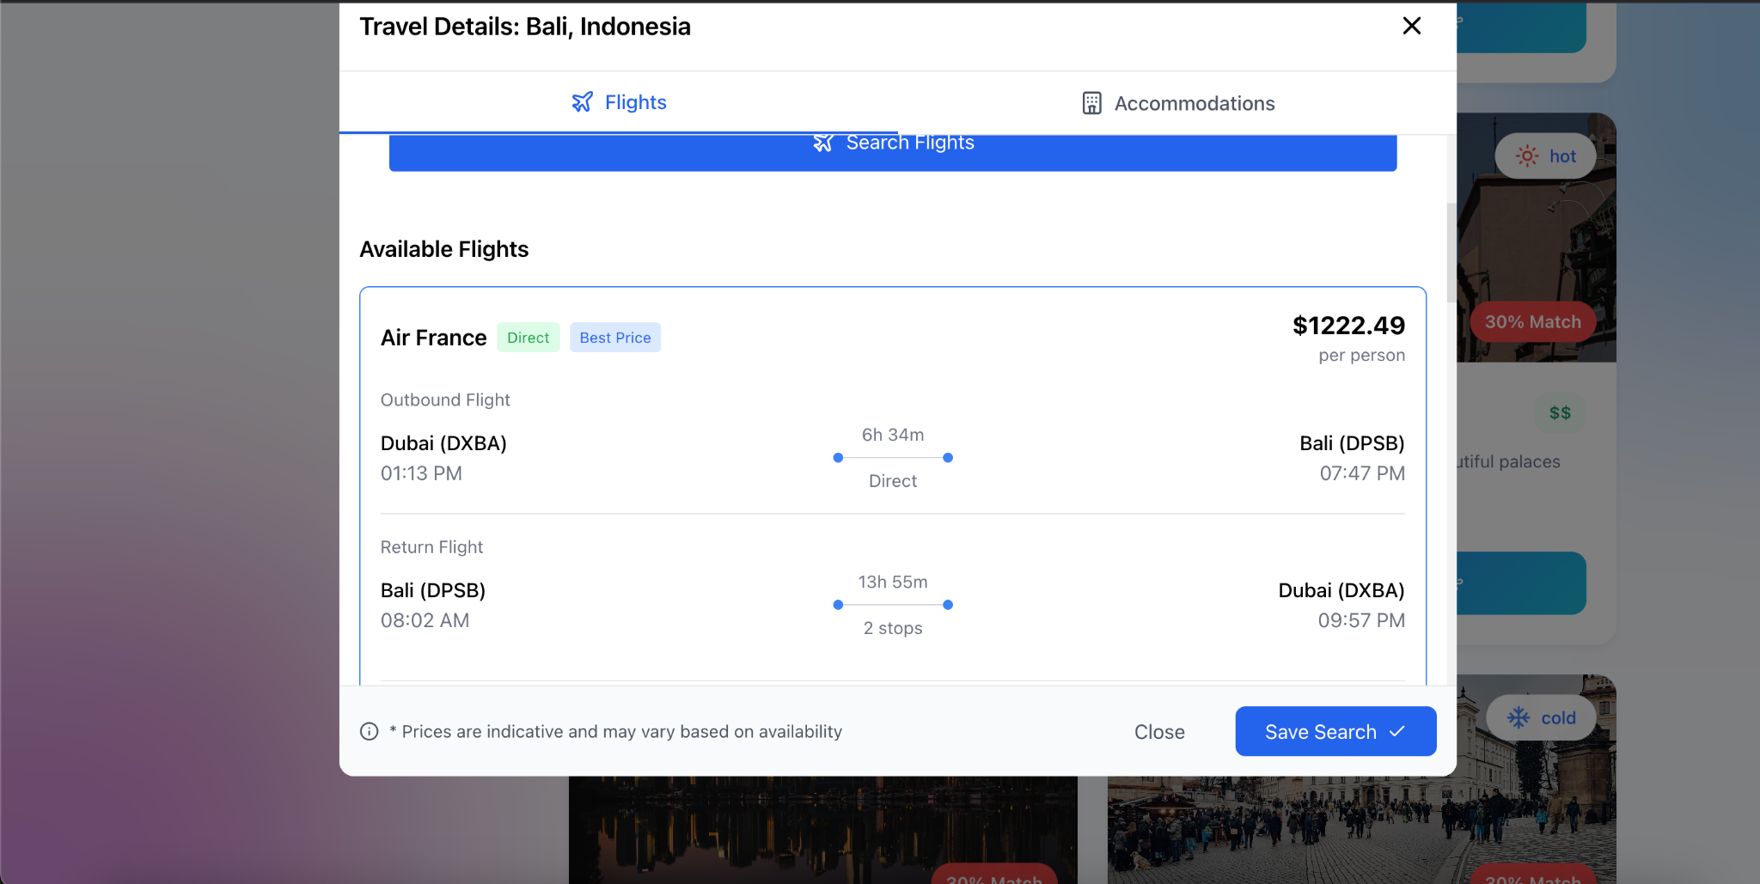 Travel Details: Bali, Indonesia
Flights
Accommodations
Search Flights
Available Flights
Air France Direct Best Price
$1222.49
per person
Outbound Flight
Dubai (DXBA)
01:13 PM
6h 34m
Direct
Bali (DPSB)
07:47 PM
Return Flight
Bali (DPSB)
08:02 AM
13h 55m
2 stops
Dubai (DXBA)
09:57 PM
* Prices are indicative and may vary based on availability
Close
Save Search
hot
30% Match
$$
palaces
cold
30% Match
30% Match